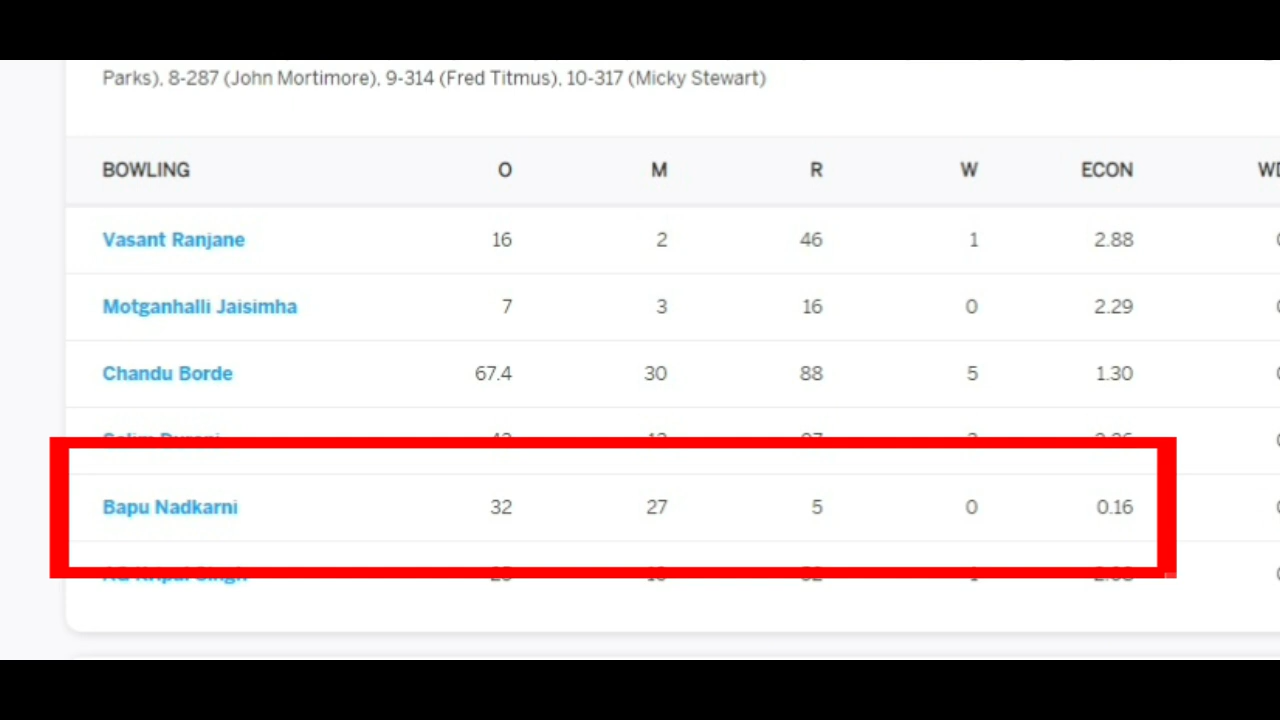 Parks), 8-287 (John Mortimore), 9-314 (Fred Titmus), 10-317 (Micky Stewart)
BOWLING O M R W ECON
Vasant Ranjane 16 2 46 1 2.88
Motganhalli Jaisimha 7 3 16 0 2.29
Chandu Borde 67.4 30 88 5 1.30
Bapu Nadkarni 32 27 5 0 0.16